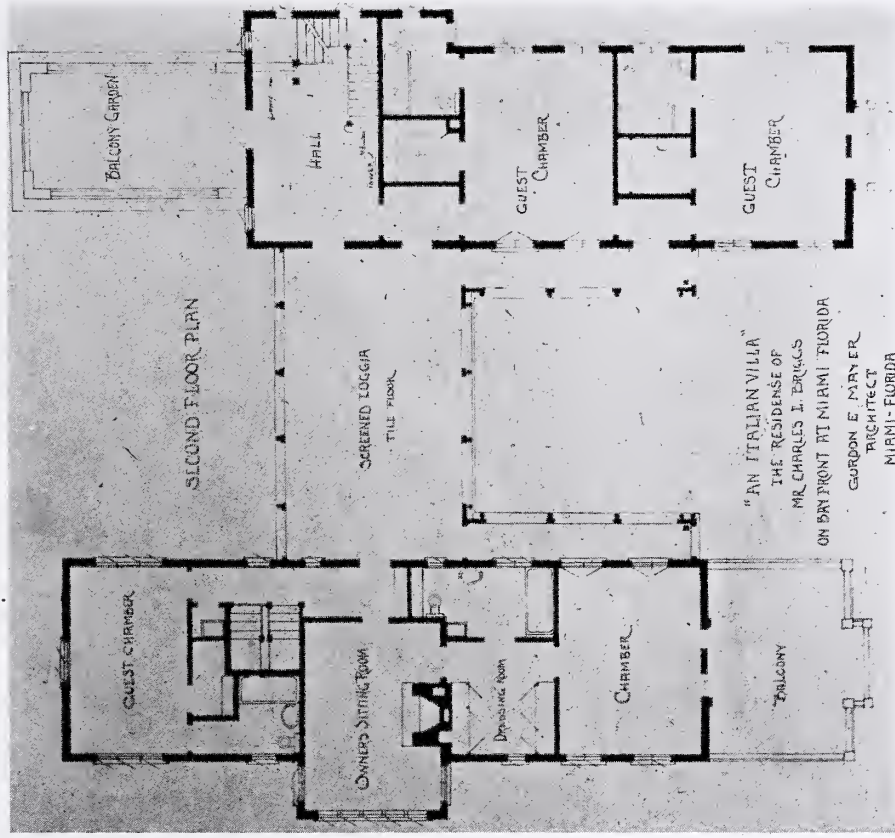 BALCONY GARDEN
HALL
GUEST
CHAMBER
GUEST
CHAMBER
SECOND FLOOR PLAN
SCREENED LOGGIA
TILE FLOOR
"AN ITALIAN VILLA"
THE RESIDENSE OF
MR CHARLES L. BRIGGS
ON BAY FRONT AT MIAMI FLORIDA
GORDON E. MAYER
ARCHITECT
MIAMI - FLORIDA
GUEST CHAMBER
OWNERS SITTING ROOM
DRESSING ROOM
CHAMBER
BALCONY